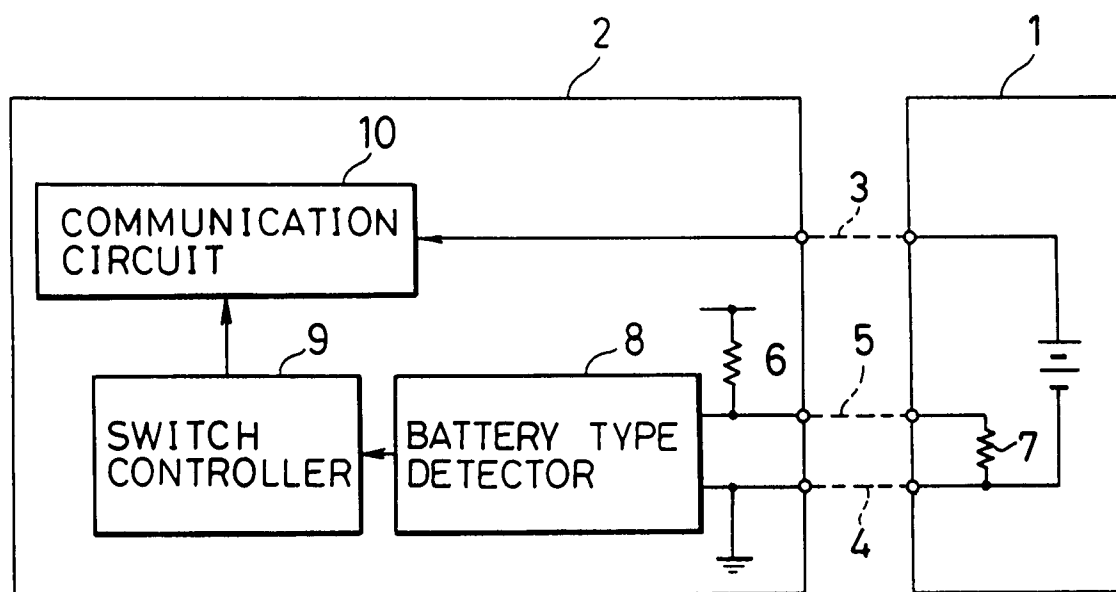 2
1
10
COMMUNICATION
CIRCUIT
3
9
8
6
5
SWITCH
CONTROLLER
BATTERY TYPE
DETECTOR
7
4